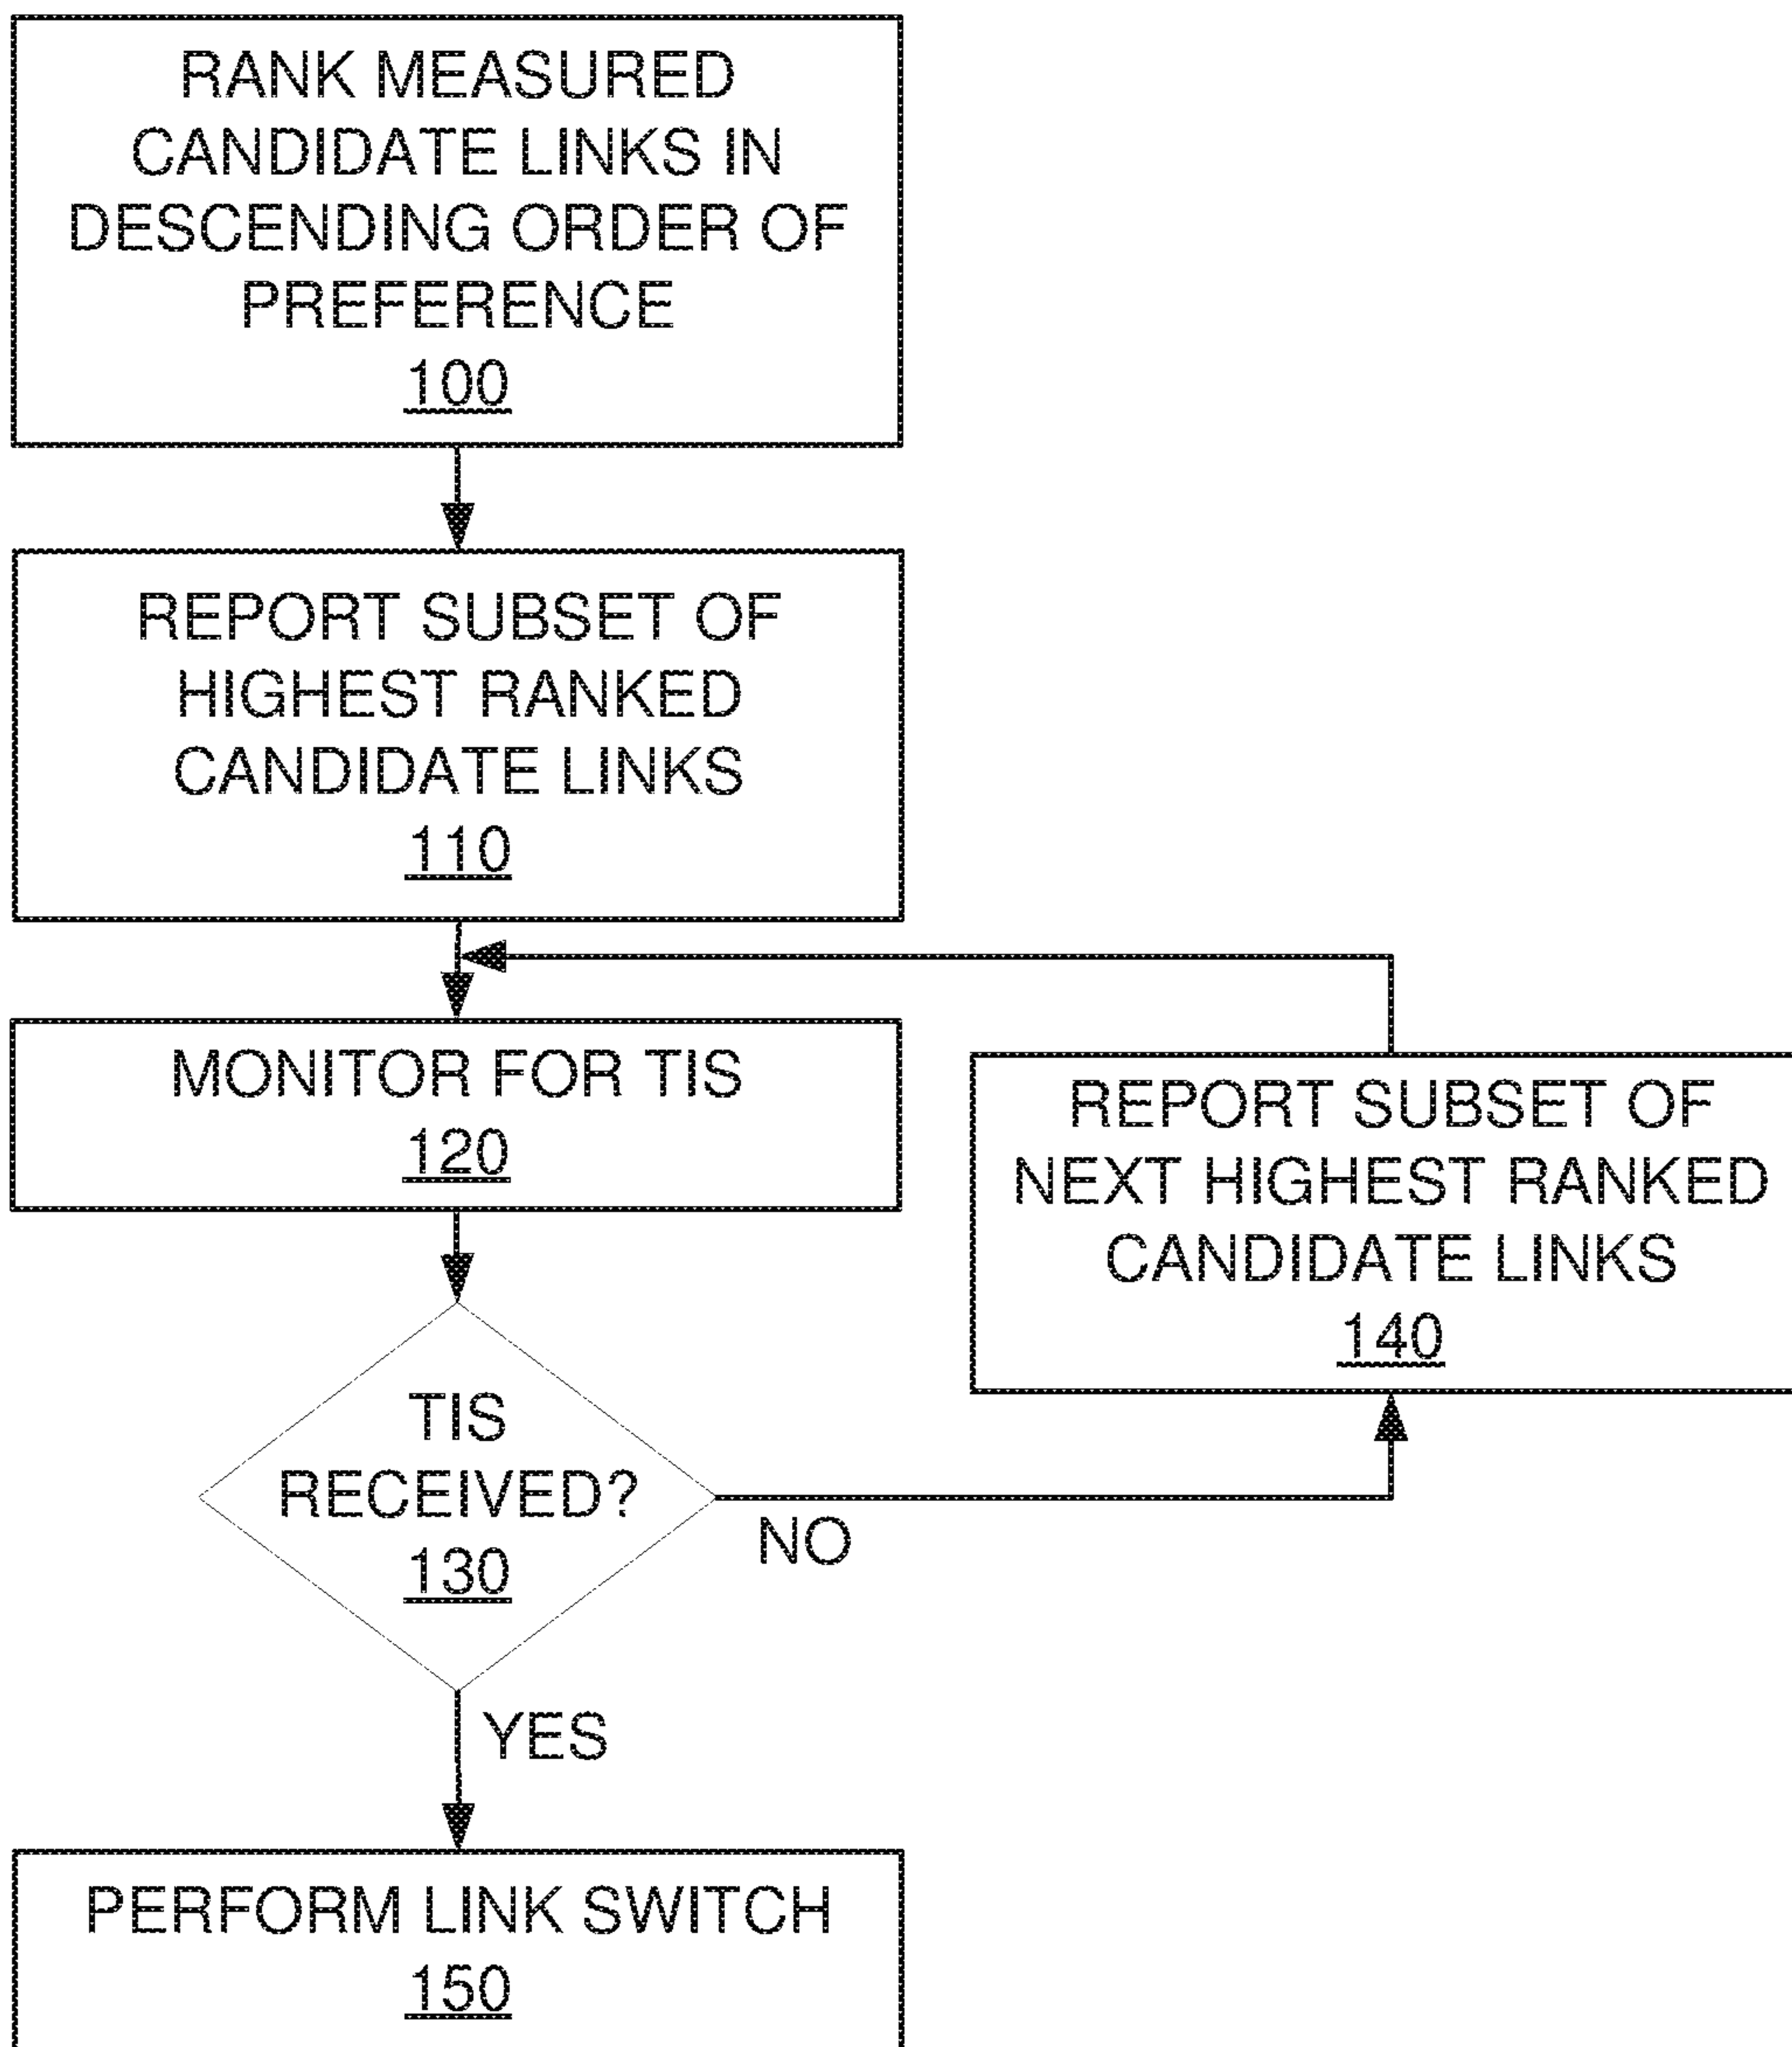 RANK MEASURED
CANDIDATE LINKS IN
DESCENDING ORDER OF
PREFERENCE
100
REPORT SUBSET OF
HIGHEST RANKED
CANDIDATE LINKS
110
MONITOR FOR TIS
120
REPORT SUBSET OF
NEXT HIGHEST RANKED
CANDIDATE LINKS
140
TIS
RECEIVED?
130
NO
YES
PERFORM LINK SWITCH
150